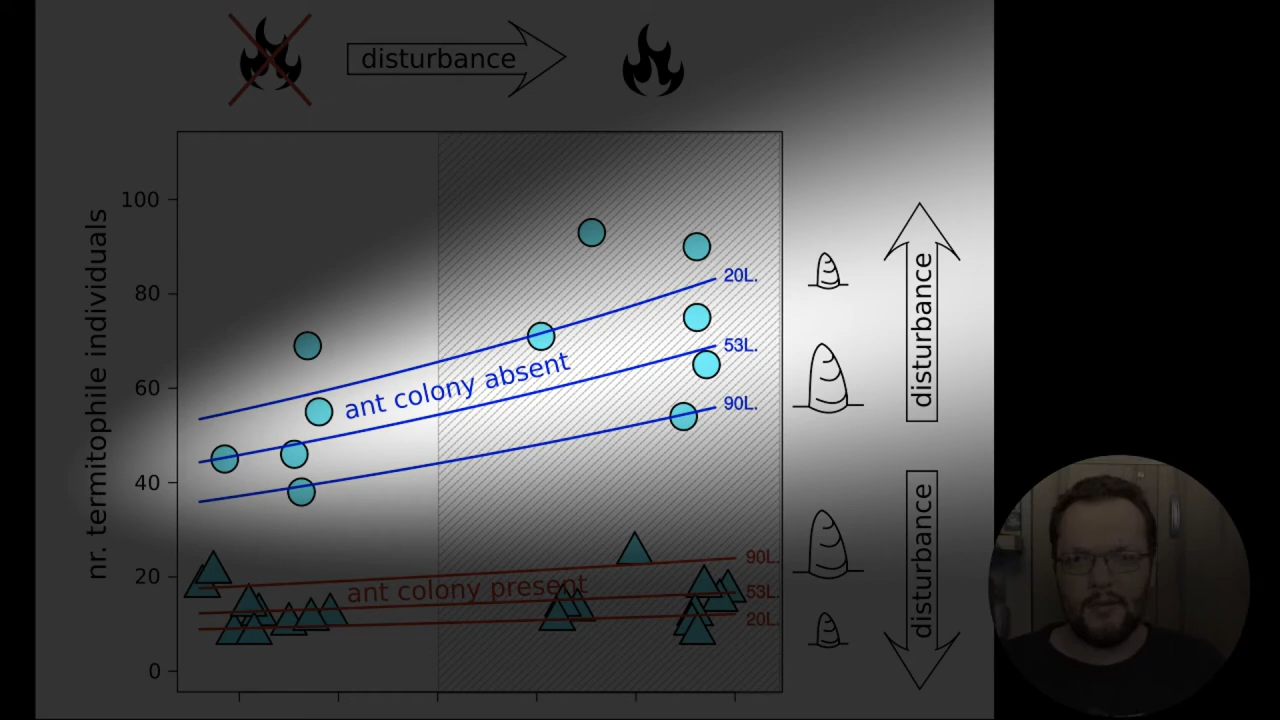 disturbance
nr. termitophile individuals
100
80
60
40
20
0
ant colony absent
20L.
53L.
90L.
ant colony present
90L.
53L.
20L.
disturbance
disturbance